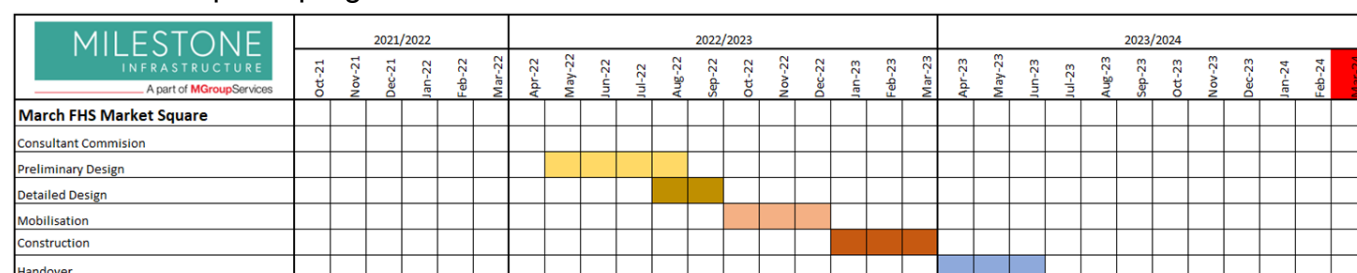 MILESTONE
INFRASTRUCTURE
A part of MGroupServices
2021/2022
2022/2023
2023/2024
Oct-21 Nov-21 Dec-21 Jan-22 Feb-22 Mar-22 Apr-22 May-22 Jun-22 Jul-22 Aug-22 Sep-22 Oct-22 Nov-22 Dec-22 Jan-23 Feb-23 Mar-23 Apr-23 May-23 Jun-23 Jul-23 Aug-23 Sep-23 Oct-23 Nov-23 Dec-23 Jan-24 Feb-24 Mar-24
March FHS Market Square
Consultant Commision
Preliminary Design
Detailed Design
Mobilisation
Construction
Handover